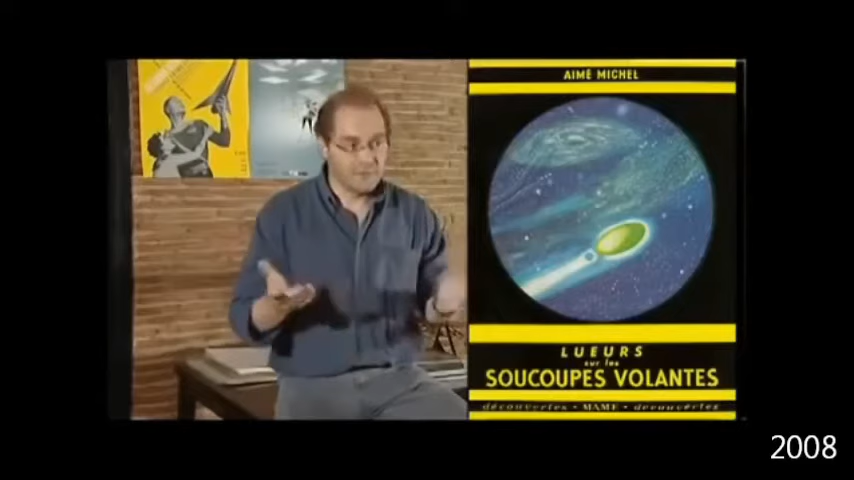 AIMÉ MICHEL
LUEURS
sur les
SOUCOUPES VOLANTES
découvertes • MAME • découvertes
2008